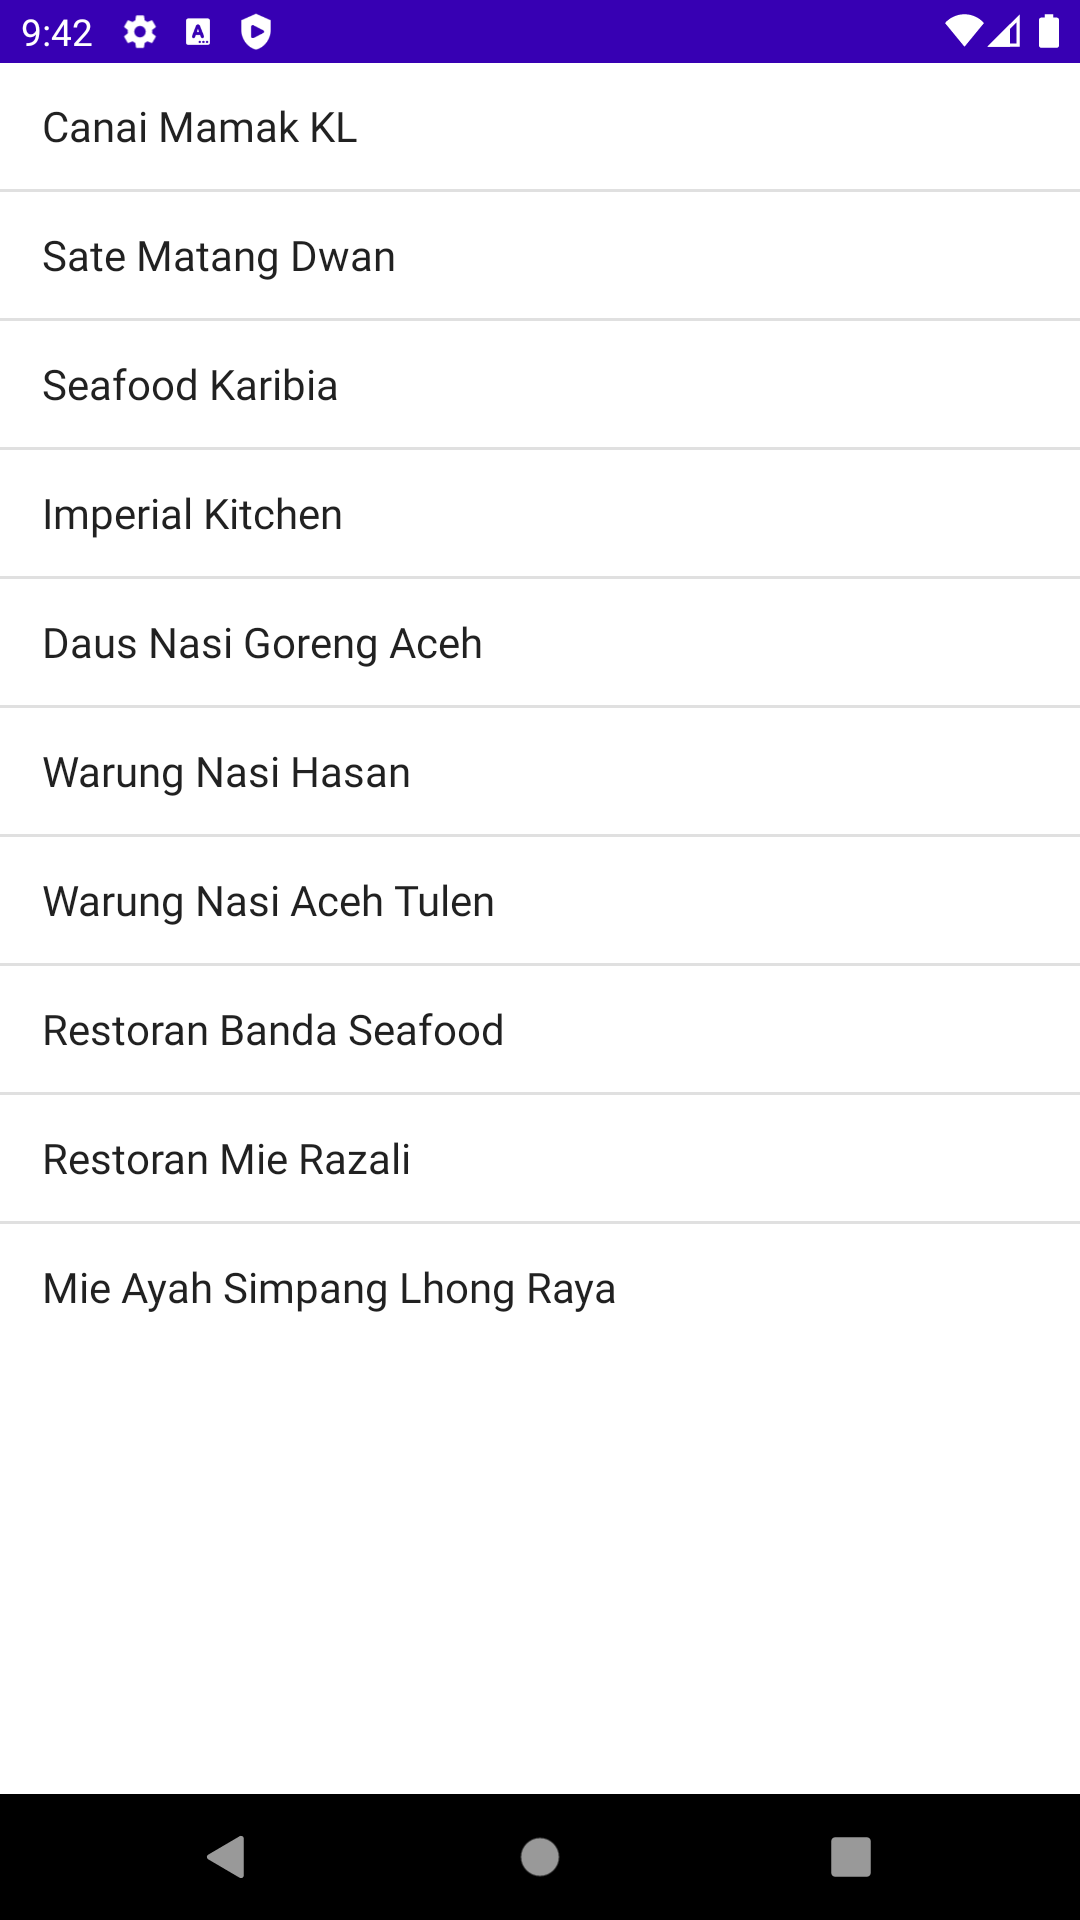 9:42
Canai Mamak KL
Sate Matang Dwan
Seafood Karibia
Imperial Kitchen
Daus Nasi Goreng Aceh
Warung Nasi Hasan
Warung Nasi Aceh Tulen
Restoran Banda Seafood
Restoran Mie Razali
Mie Ayah Simpang Lhong Raya